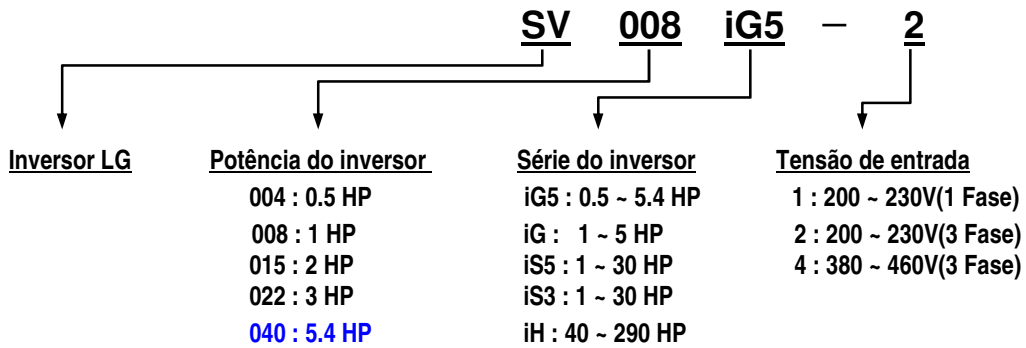 SV 008 iG5 – 2
Inversor LG
Potência do inversor
004 : 0.5 HP
008 : 1 HP
015 : 2 HP
022 : 3 HP
040 : 5.4 HP
Série do inversor
iG5 : 0.5 ~ 5.4 HP
iG : 1 ~ 5 HP
iS5 : 1 ~ 30 HP
iS3 : 1 ~ 30 HP
iH : 40 ~ 290 HP
Tensão de entrada
1 : 200 ~ 230V(1 Fase)
2 : 200 ~ 230V(3 Fase)
4 : 380 ~ 460V(3 Fase)